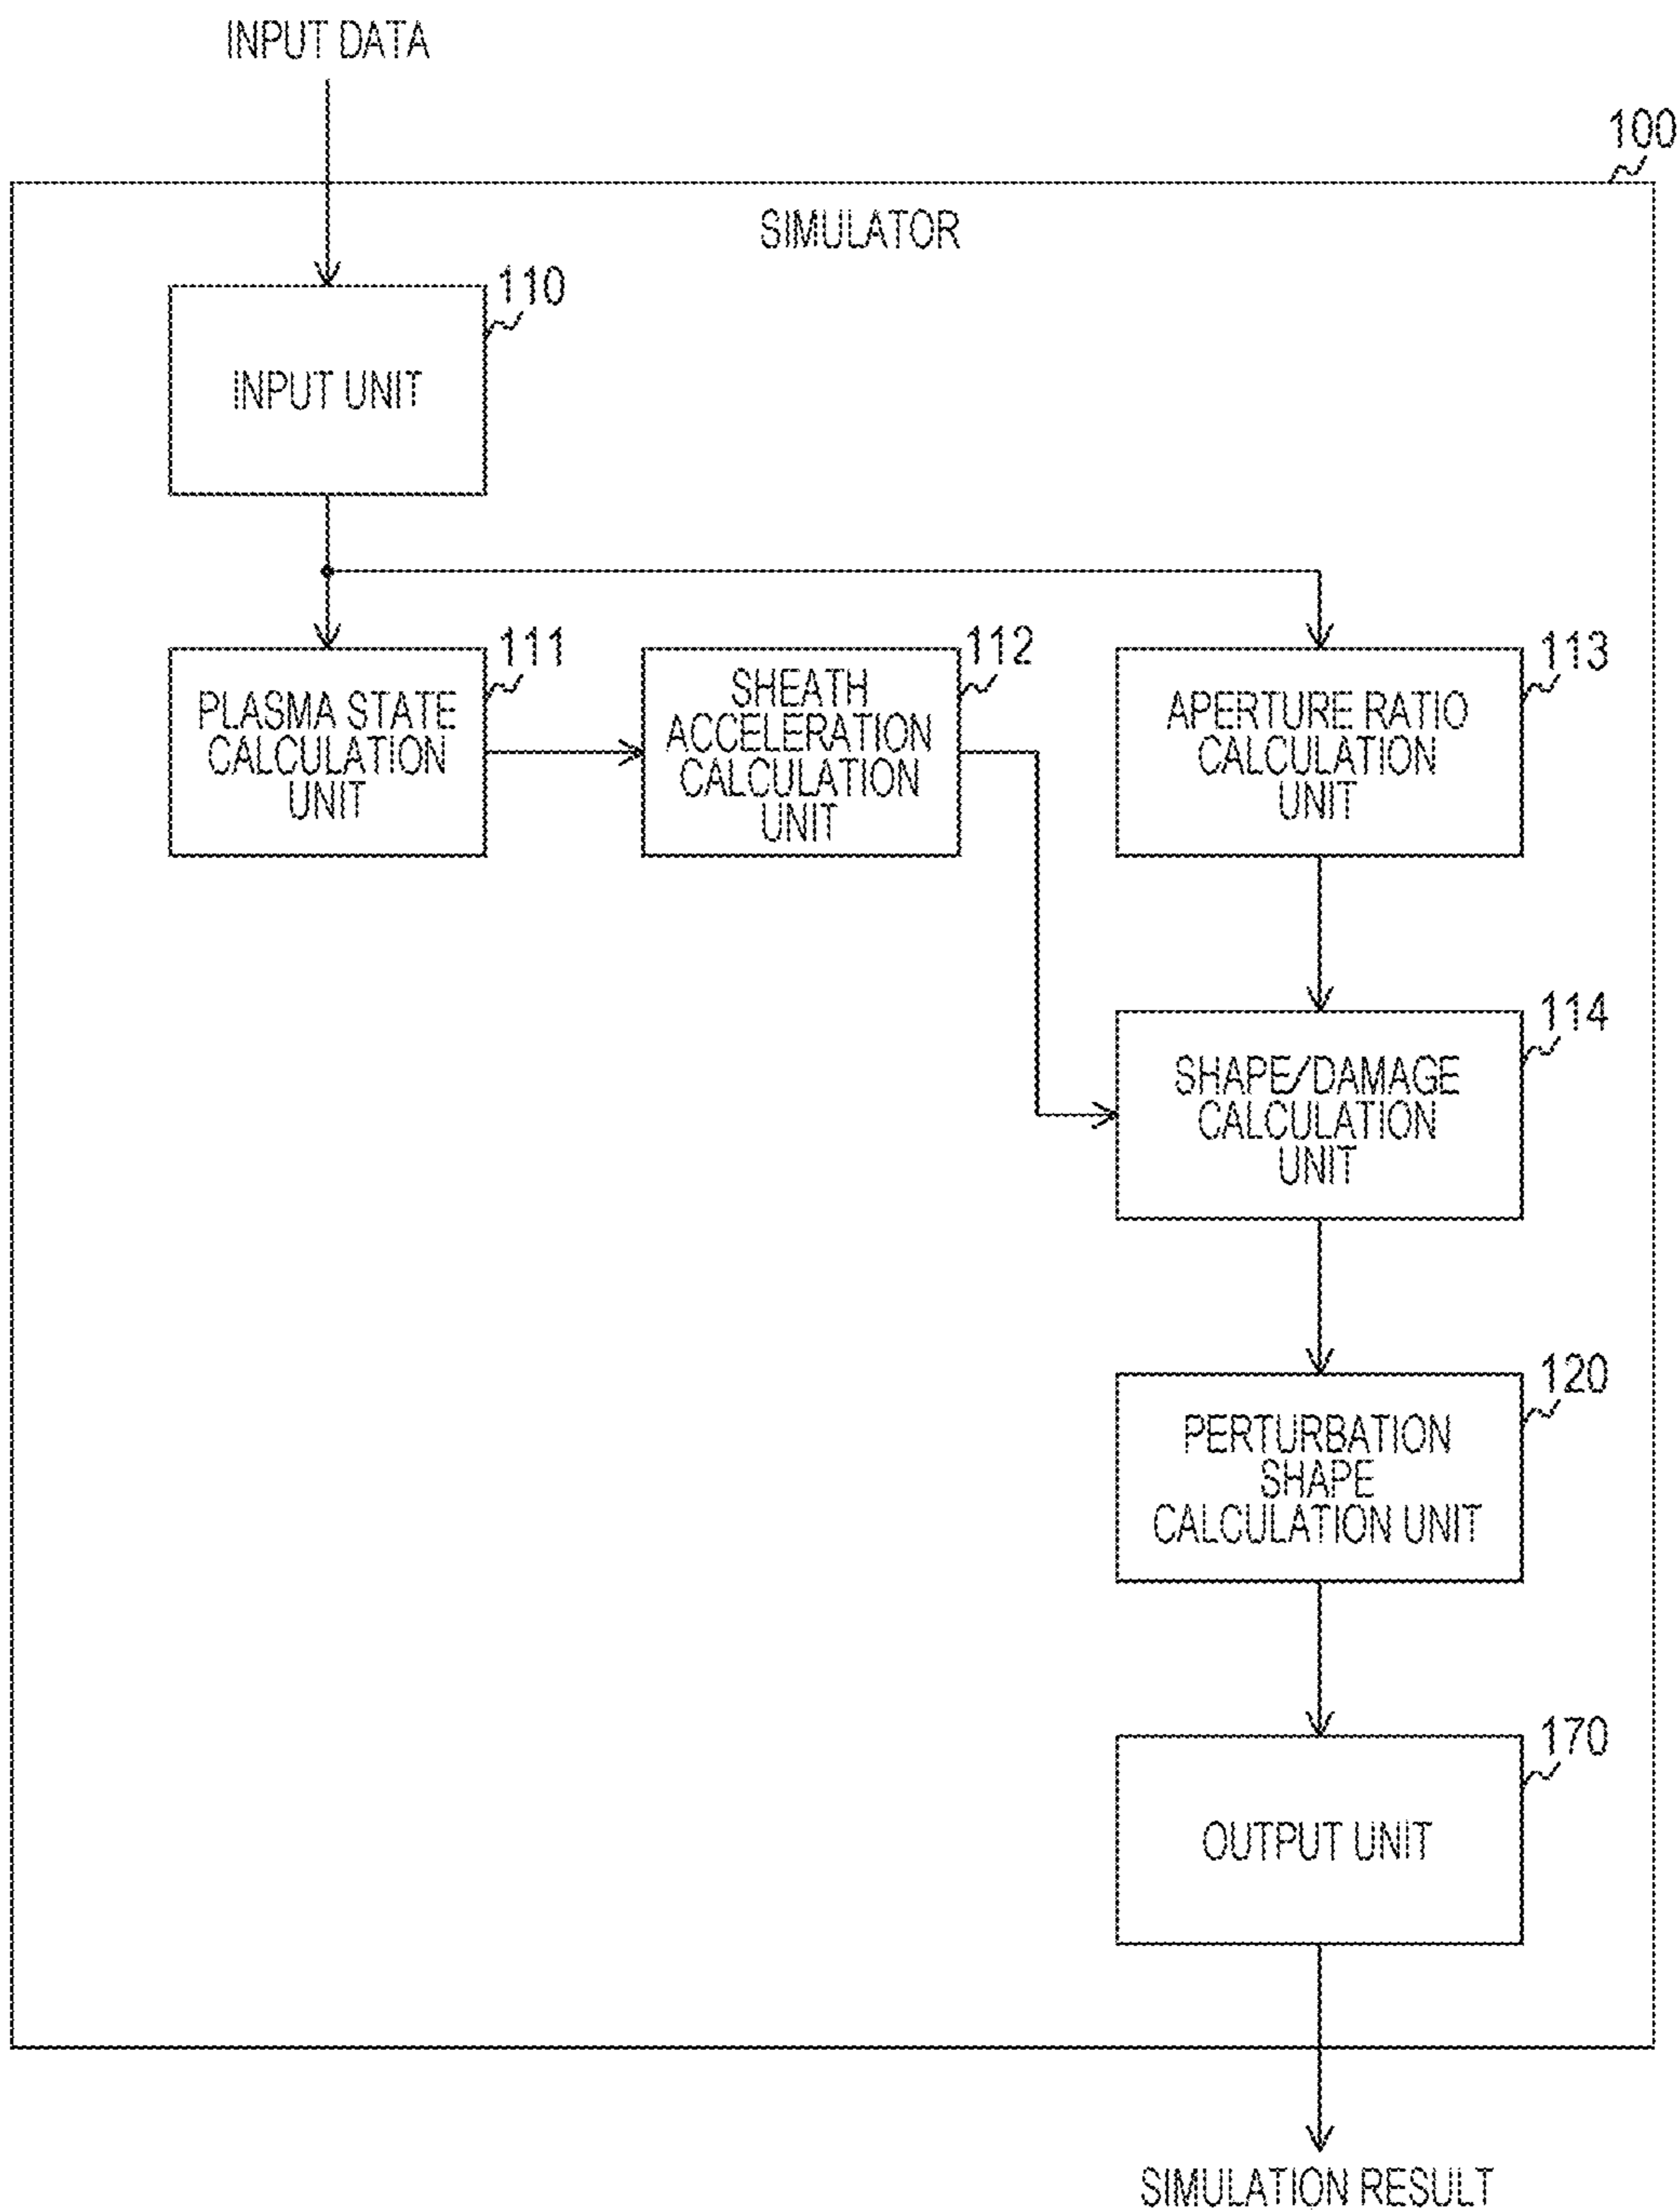 INPUT DATA
100
SIMULATOR
110
INPUT UNIT
111
PLASMA STATE
CALCULATION
UNIT
112
SHEATH
ACCELERATION
CALCULATION
UNIT
113
APERTURE RATIO
CALCULATION
UNIT
114
SHAPE/DAMAGE
CALCULATION
UNIT
120
PERTURBATION
SHAPE
CALCULATION UNIT
170
OUTPUT UNIT
SIMULATION RESULT